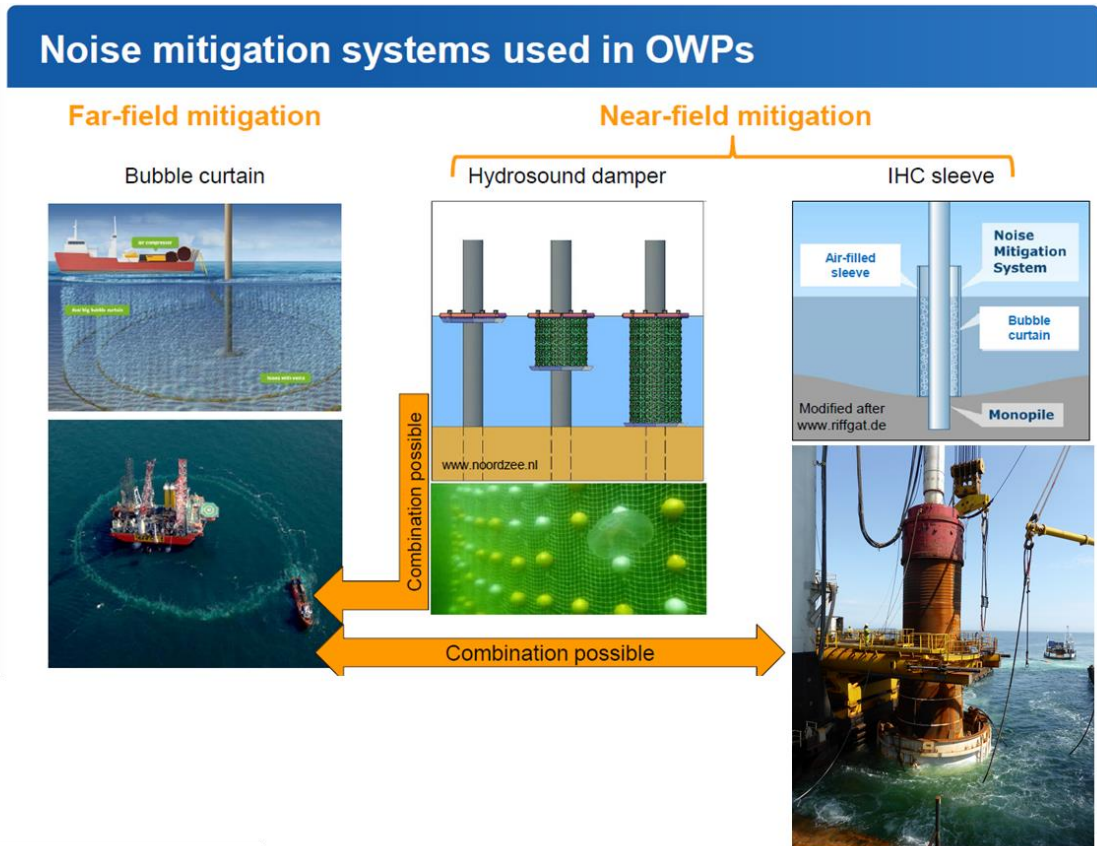 Noise mitigation systems used in OWPs
Far-field mitigation
Near-field mitigation
Bubble curtain
Hydrosound damper
IHC sleeve
air compressor
Air-filled
sleeve
Noise
Mitigation
System
Bubble
curtain
Modified after
www.riffgat.de
Monopile
www.noordzee.nl
Combination possible
Combination possible